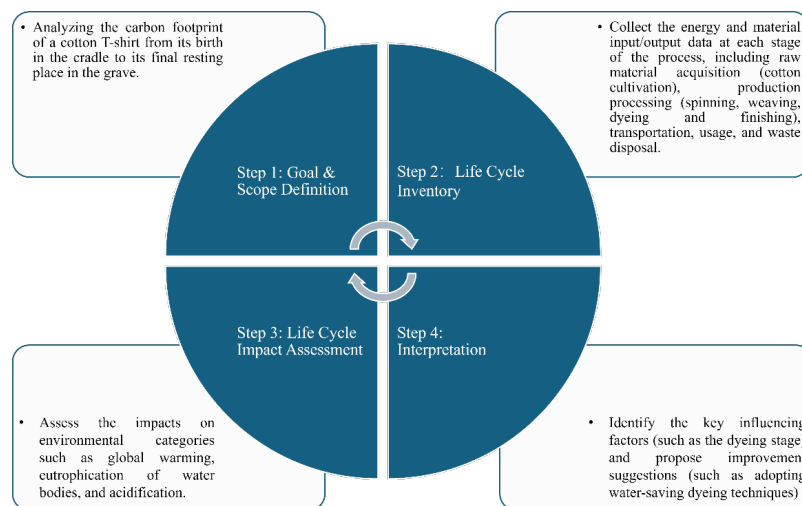 • Analyzing the carbon footprint
of a cotton T-shirt from its birth
in the cradle to its final resting
place in the grave.
• Collect the energy and material
input/output data at each stage
of the process, including raw
material acquisition (cotton
cultivation), production
processing (spinning, weaving,
dyeing and finishing),
transportation, usage, and waste
disposal.
Step 1: Goal &
Scope Definition
Step 2： Life Cycle
Inventory
Step 3: Life Cycle
Impact Assessment
Step 4:
Interpretation
• Assess the impacts on
environmental categories
such as global warming,
eutrophication of water
bodies, and acidification.
• Identify the key influencing
factors (such as the dyeing stage)
and propose improvement
suggestions (such as adopting
water-saving dyeing techniques)